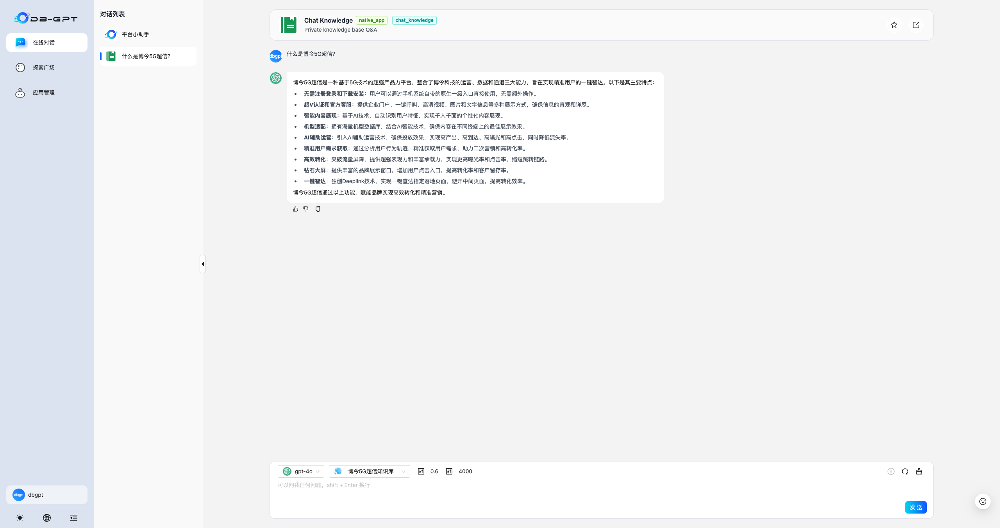 DB-GPT
在线对话
探索广场
应用管理
dbgpt
dbgpt
对话列表
平台小助手
什么是博今5G超信?
Chat Knowledge native_app chat_knowledge
Private knowledge base Q&A
dbgpt
什么是博今5G超信?
博今5G超信是一种基于5G技术的超强产品力平台，整合了博今科技的运营、数据和通道三大能力，旨在实现精准用户的一键智达。以下是其主要特点：
• 无需注册登录和下载安装：用户可以通过手机系统自带的原生一级入口直接使用，无需额外操作。
• 超V认证和官方客服：提供企业门户、一键呼叫、高清视频、图片和文字信息等多种展示方式，确保信息的直观和详尽。
• 智能内容展现：基于AI技术，自动识别用户特征，实现千人千面的个性化内容展现。
• 机型适配：拥有海量机型数据库，结合AI智能技术，确保内容在不同终端上的最佳展示效果。
• AI辅助运营：引入AI辅助运营技术，确保投放效果，实现高产出、高到达、高曝光和高点击，同时降低流失率。
• 精准用户需求获取：通过分析用户行为轨迹，精准获取用户需求，助力二次营销和高转化率。
• 高效转化：突破流量屏障，提供超强表现力和丰富承载力，实现更高曝光率和点击率，缩短跳转链路。
• 钻石大屏：提供丰富的品牌展示窗口，增加用户点击入口，提高转化率和客户留存率。
• 一键智达：独创Deeplink技术，实现一键直达指定落地页面，避开中间页面，提高转化效率。
博今5G超信通过以上功能，赋能品牌实现高效转化和精准营销。
gpt-4o 博今5G超信知识库 0.6 4000
可以问我任何问题，shift + Enter 换行
发 送